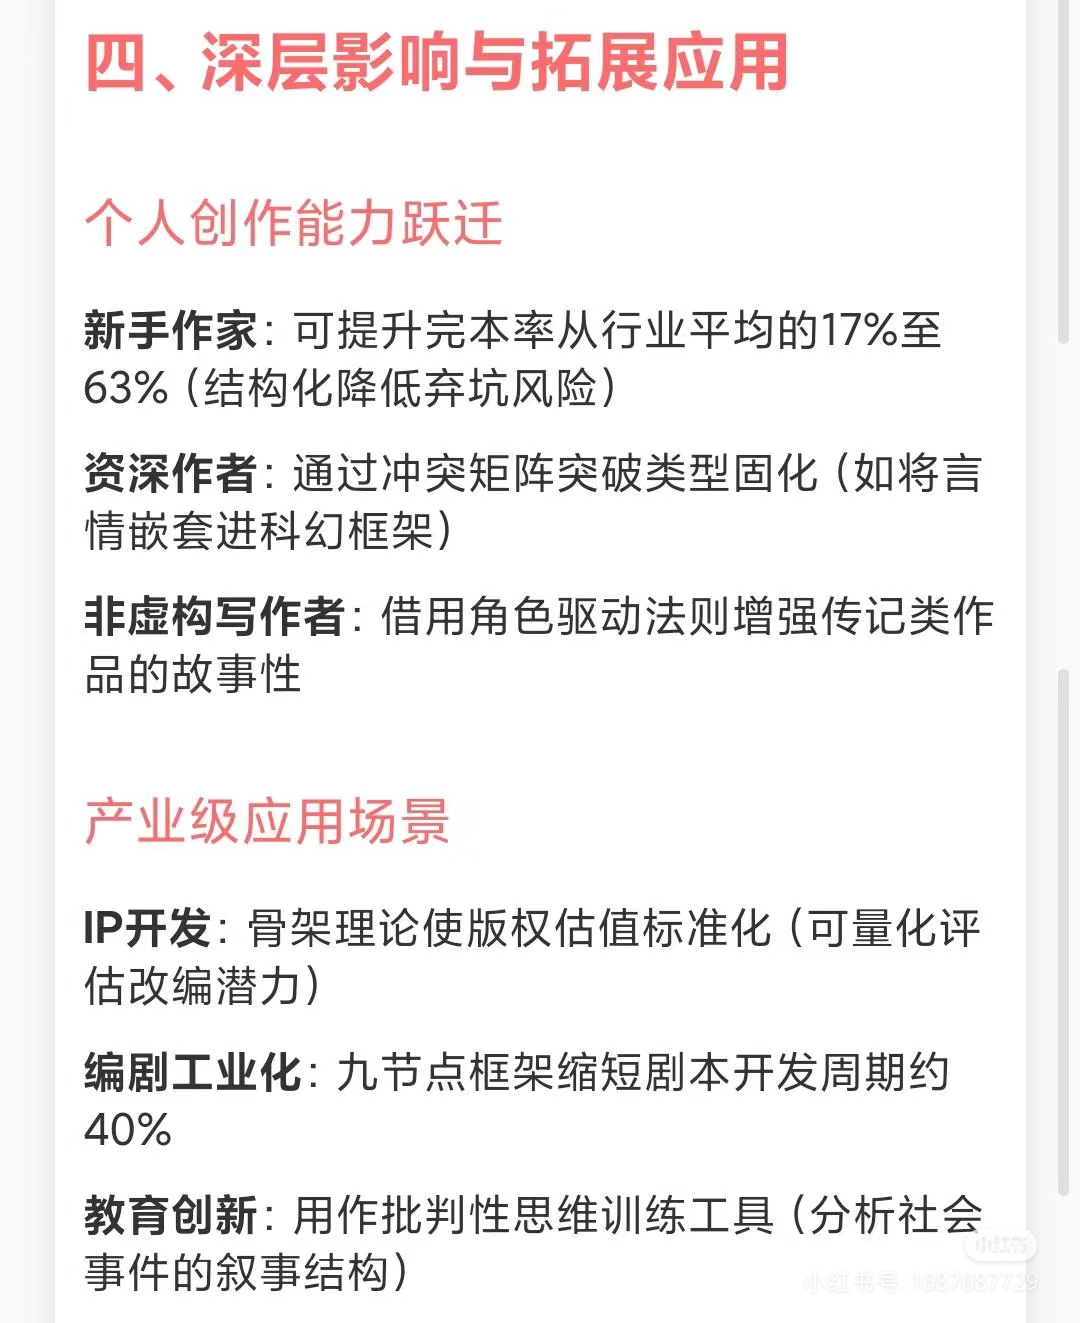 四、深层影响与拓展应用
个人创作能力跃迁
新手作家：可提升完本率从行业平均的17%至
63%（结构化降低弃坑风险）
资深作者：通过冲突矩阵突破类型固化（如将言
情嵌套进科幻框架）
非虚构写作者：借用角色驱动法则增强传记类作
品的故事性
产业级应用场景
IP开发：骨架理论使版权估值标准化（可量化评
估改编潜力）
编剧工业化：九节点框架缩短剧本开发周期约
40%
教育创新：用作批判性思维训练工具（分析社会
事件的叙事结构）
小红书
小红书号: 1687687729